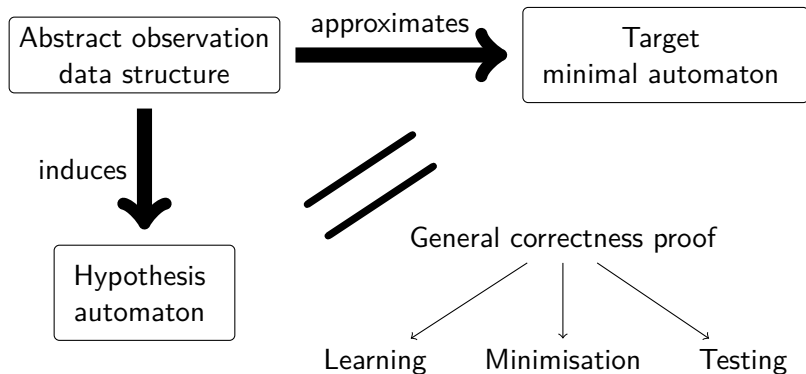 Abstract observation
data structure
approximates
Target
minimal automaton
induces
Hypothesis
automaton
General correctness proof
Learning
Minimisation
Testing